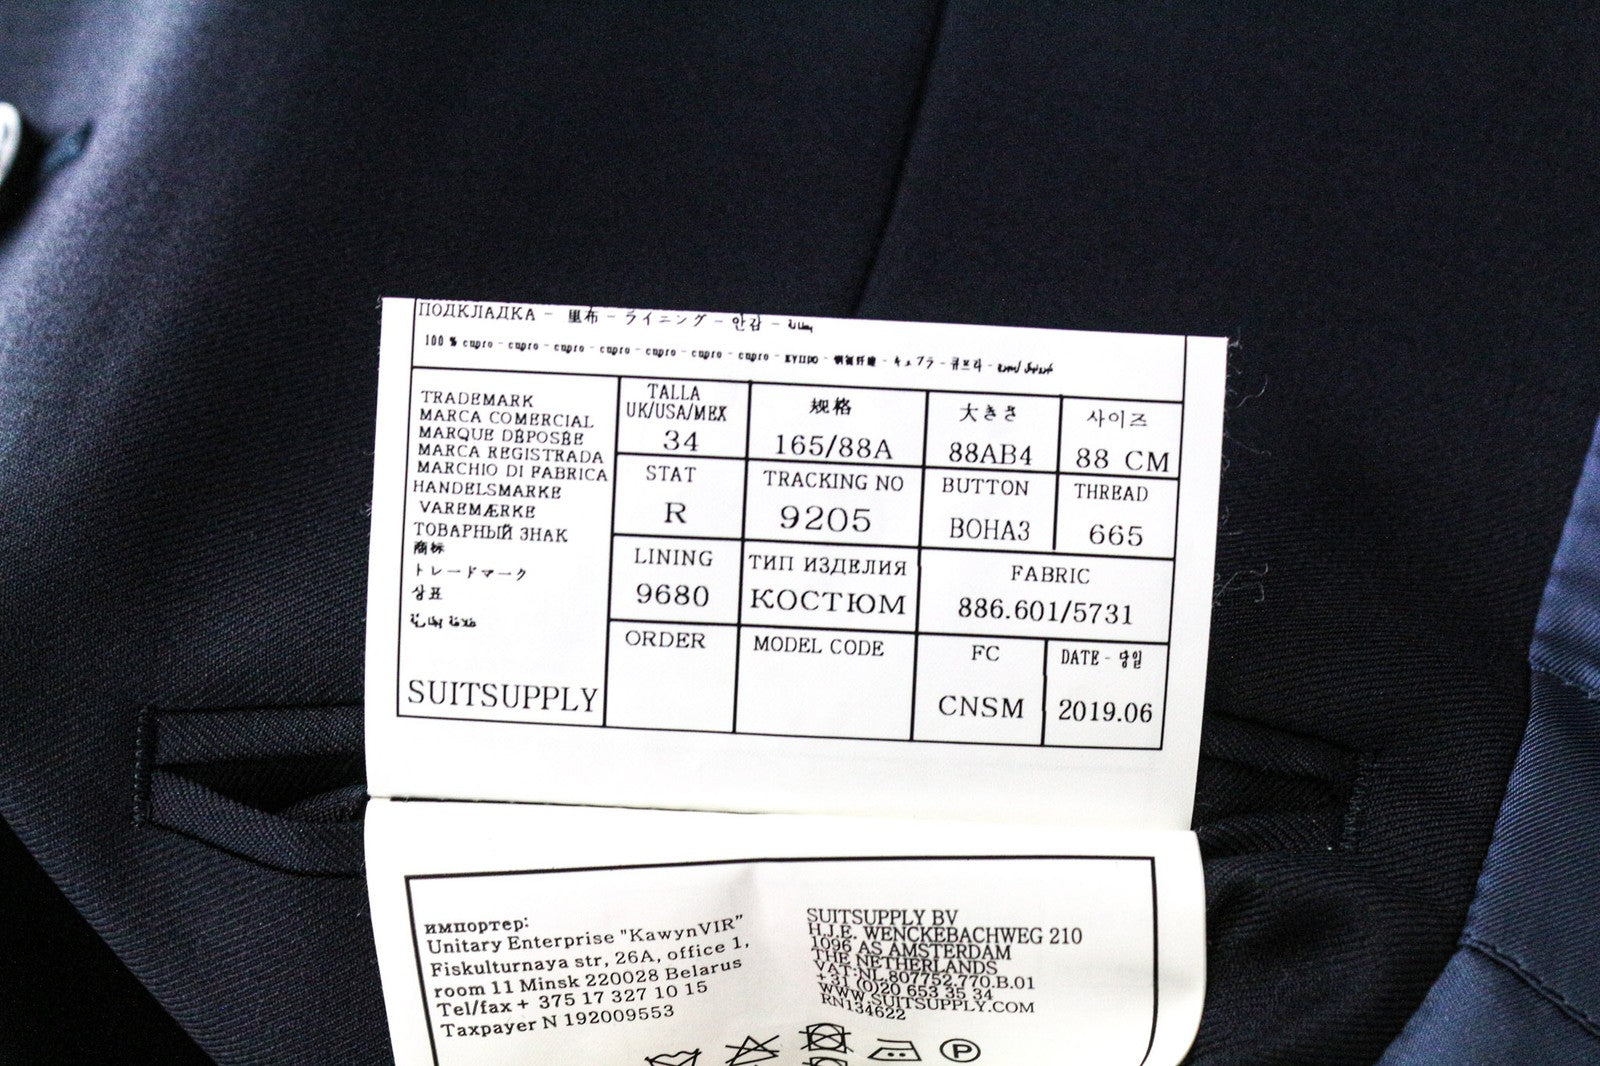 ПОДКЛАДКА - 里布 - ライニング - 안감 -
100 % cupro - cupro - cupro - cupro - cupro - cupro - cupro - купро - 铜氨纤维 - キュプラ - 큐프라 -
TRADEMARK
MARCA COMERCIAL
MARQUE DÉPOSÉE
MARCA REGISTRADA
MARCHIO DI FABRICA
HANDELSMARKE
VAREMÆRKE
ТОВАРНЫЙ ЗНАК
商标
トレードマーク
상표
SUITSUPPLY
TALLA
UK/USA/MEX
34
规格
165/88A
大きさ
88AB4
사이즈
88 CM
STAT
R
TRACKING NO
9205
BUTTON
BOHA3
THREAD
665
LINING
9680
ТИП ИЗДЕЛИЯ
КОСТЮМ
FABRIC
886.601/5731
ORDER
MODEL CODE
FC
CNSM
DATE -
2019.06
импортер:
Unitary Enterprise "KawynVIR"
Fiskulturnaya str, 26A, office 1,
room 11 Minsk 220028 Belarus
Tel/fax + 375 17 327 10 15
Taxpayer N 192009553
SUITSUPPLY BV
H.J.E. WENCKEBACHWEG 210
1096 AS AMSTERDAM
THE NETHERLANDS
VAT:NL.807752.770.B.01
+31 (0)20 653 35 34
WWW.SUITSUPPLY.COM
RN134622
P